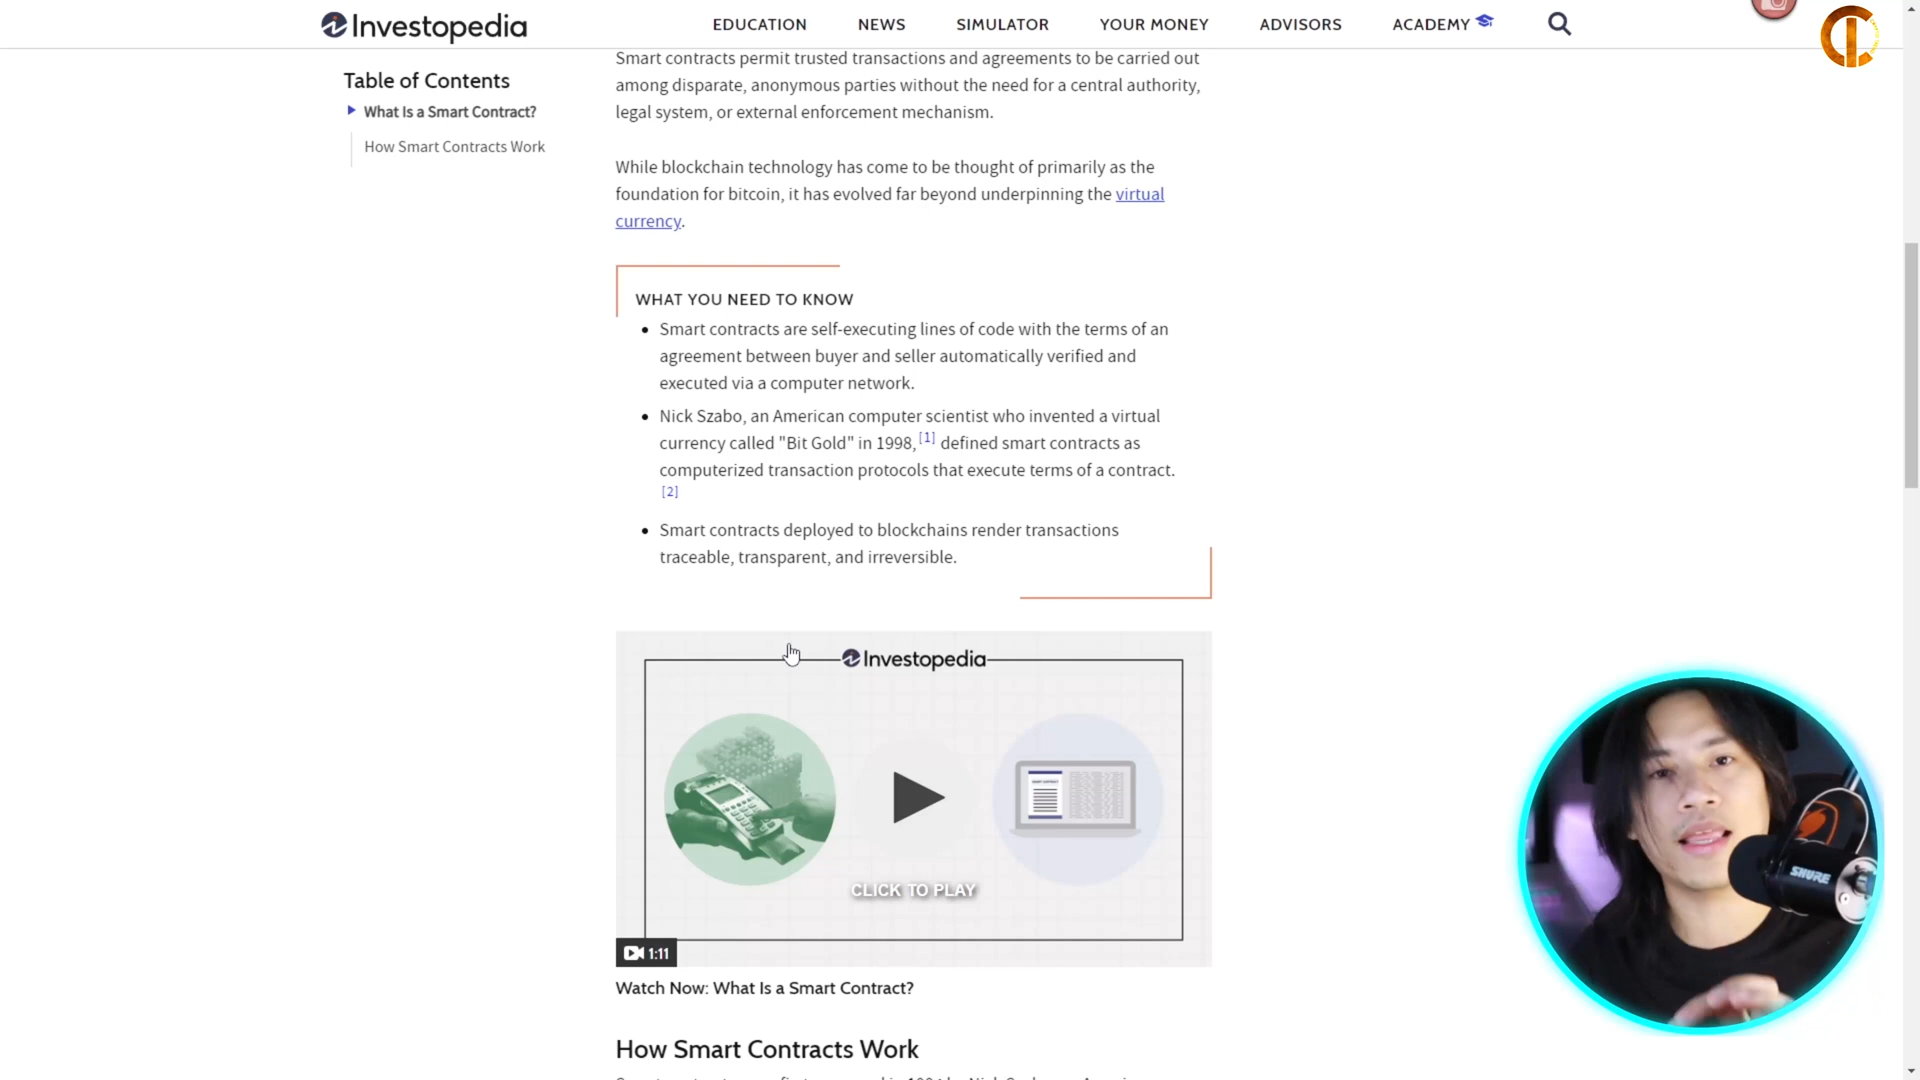 Investopedia
EDUCATION
NEWS
SIMULATOR
YOUR MONEY
ADVISORS
ACADEMY
Table of Contents
What Is a Smart Contract?
How Smart Contracts Work
Smart contracts permit trusted transactions and agreements to be carried out
among disparate, anonymous parties without the need for a central authority,
legal system, or external enforcement mechanism.
While blockchain technology has come to be thought of primarily as the
foundation for bitcoin, it has evolved far beyond underpinning the virtual
currency.
WHAT YOU NEED TO KNOW
Smart contracts are self-executing lines of code with the terms of an
agreement between buyer and seller automatically verified and
executed via a computer network.
Nick Szabo, an American computer scientist who invented a virtual
currency called "Bit Gold" in 1998,[1] defined smart contracts as
computerized transaction protocols that execute terms of a contract.
[2]
Smart contracts deployed to blockchains render transactions
traceable, transparent, and irreversible.
Investopedia
CLICK TO PLAY
1:11
Watch Now: What Is a Smart Contract?
How Smart Contracts Work
SHURE